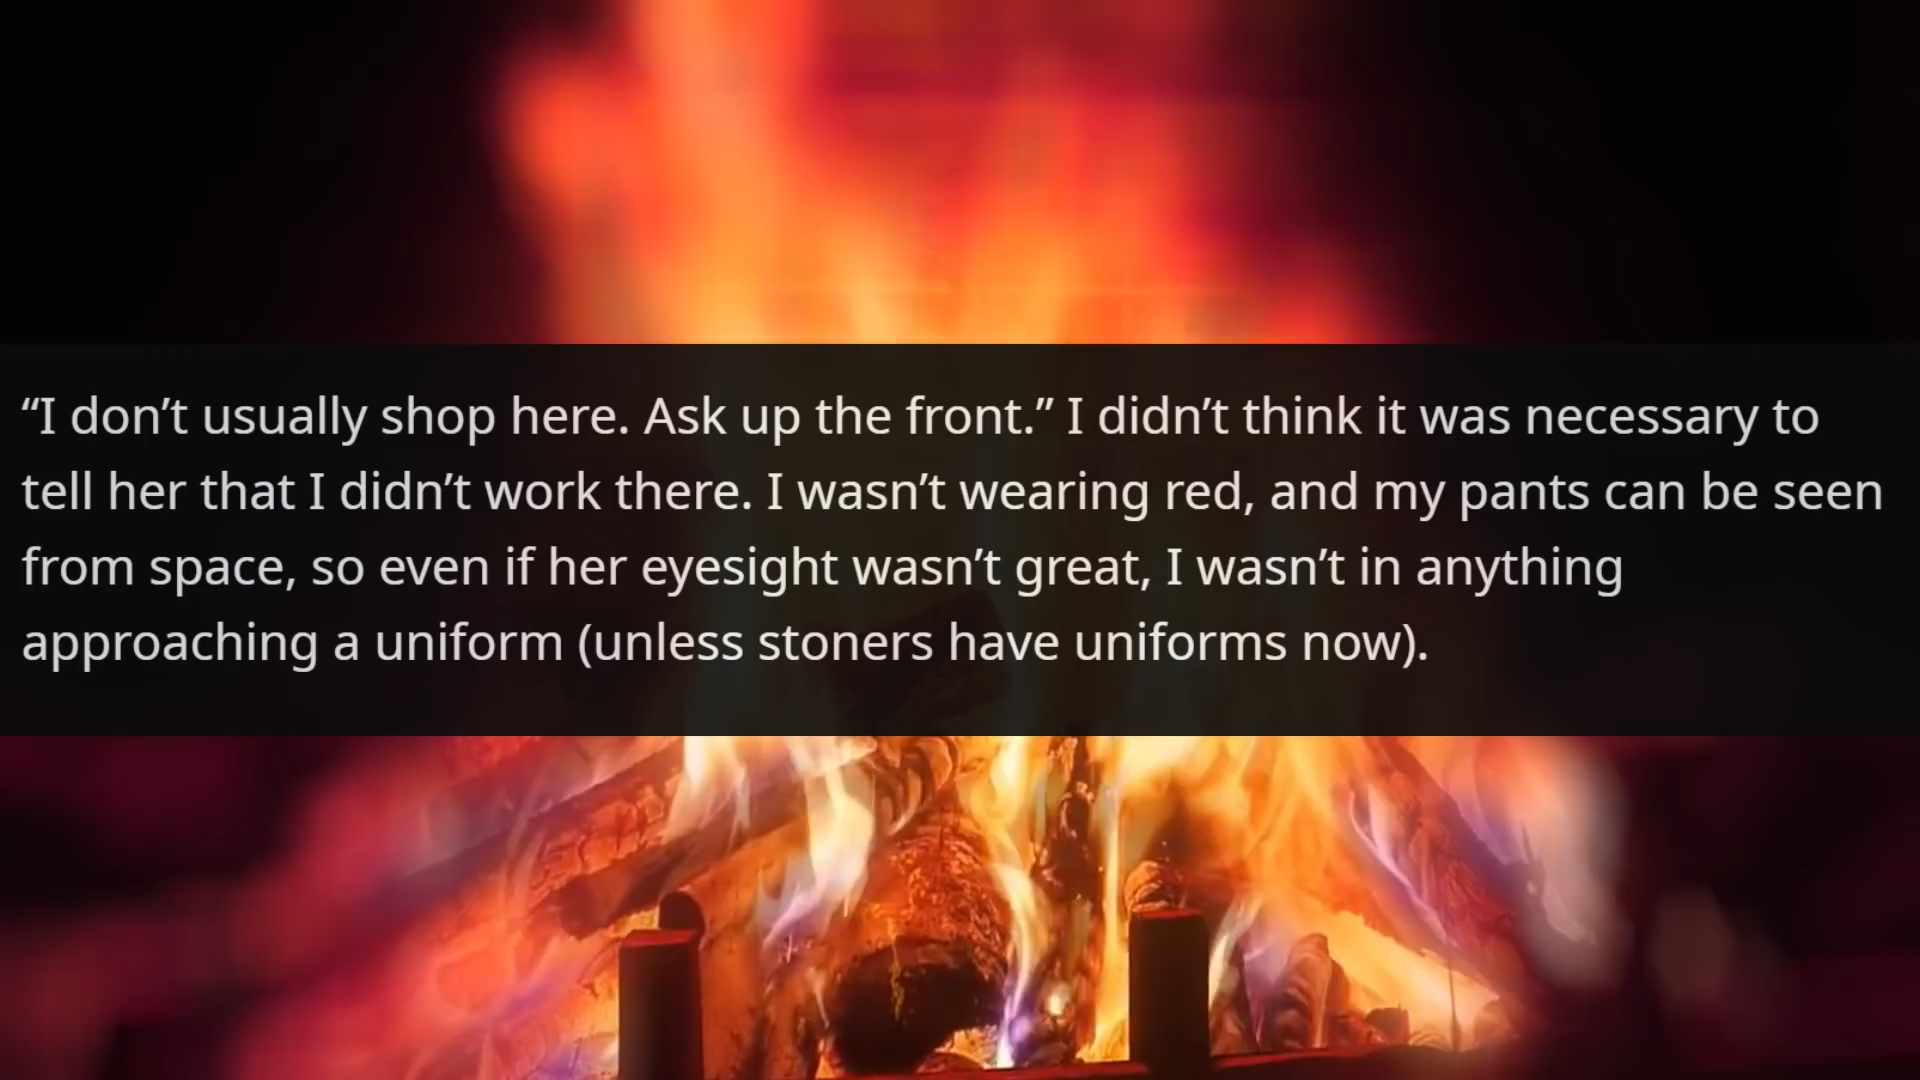 “I don’t usually shop here. Ask up the front.” I didn’t think it was necessary to
tell her that I didn’t work there. I wasn’t wearing red, and my pants can be seen
from space, so even if her eyesight wasn’t great, I wasn’t in anything
approaching a uniform (unless stoners have uniforms now).